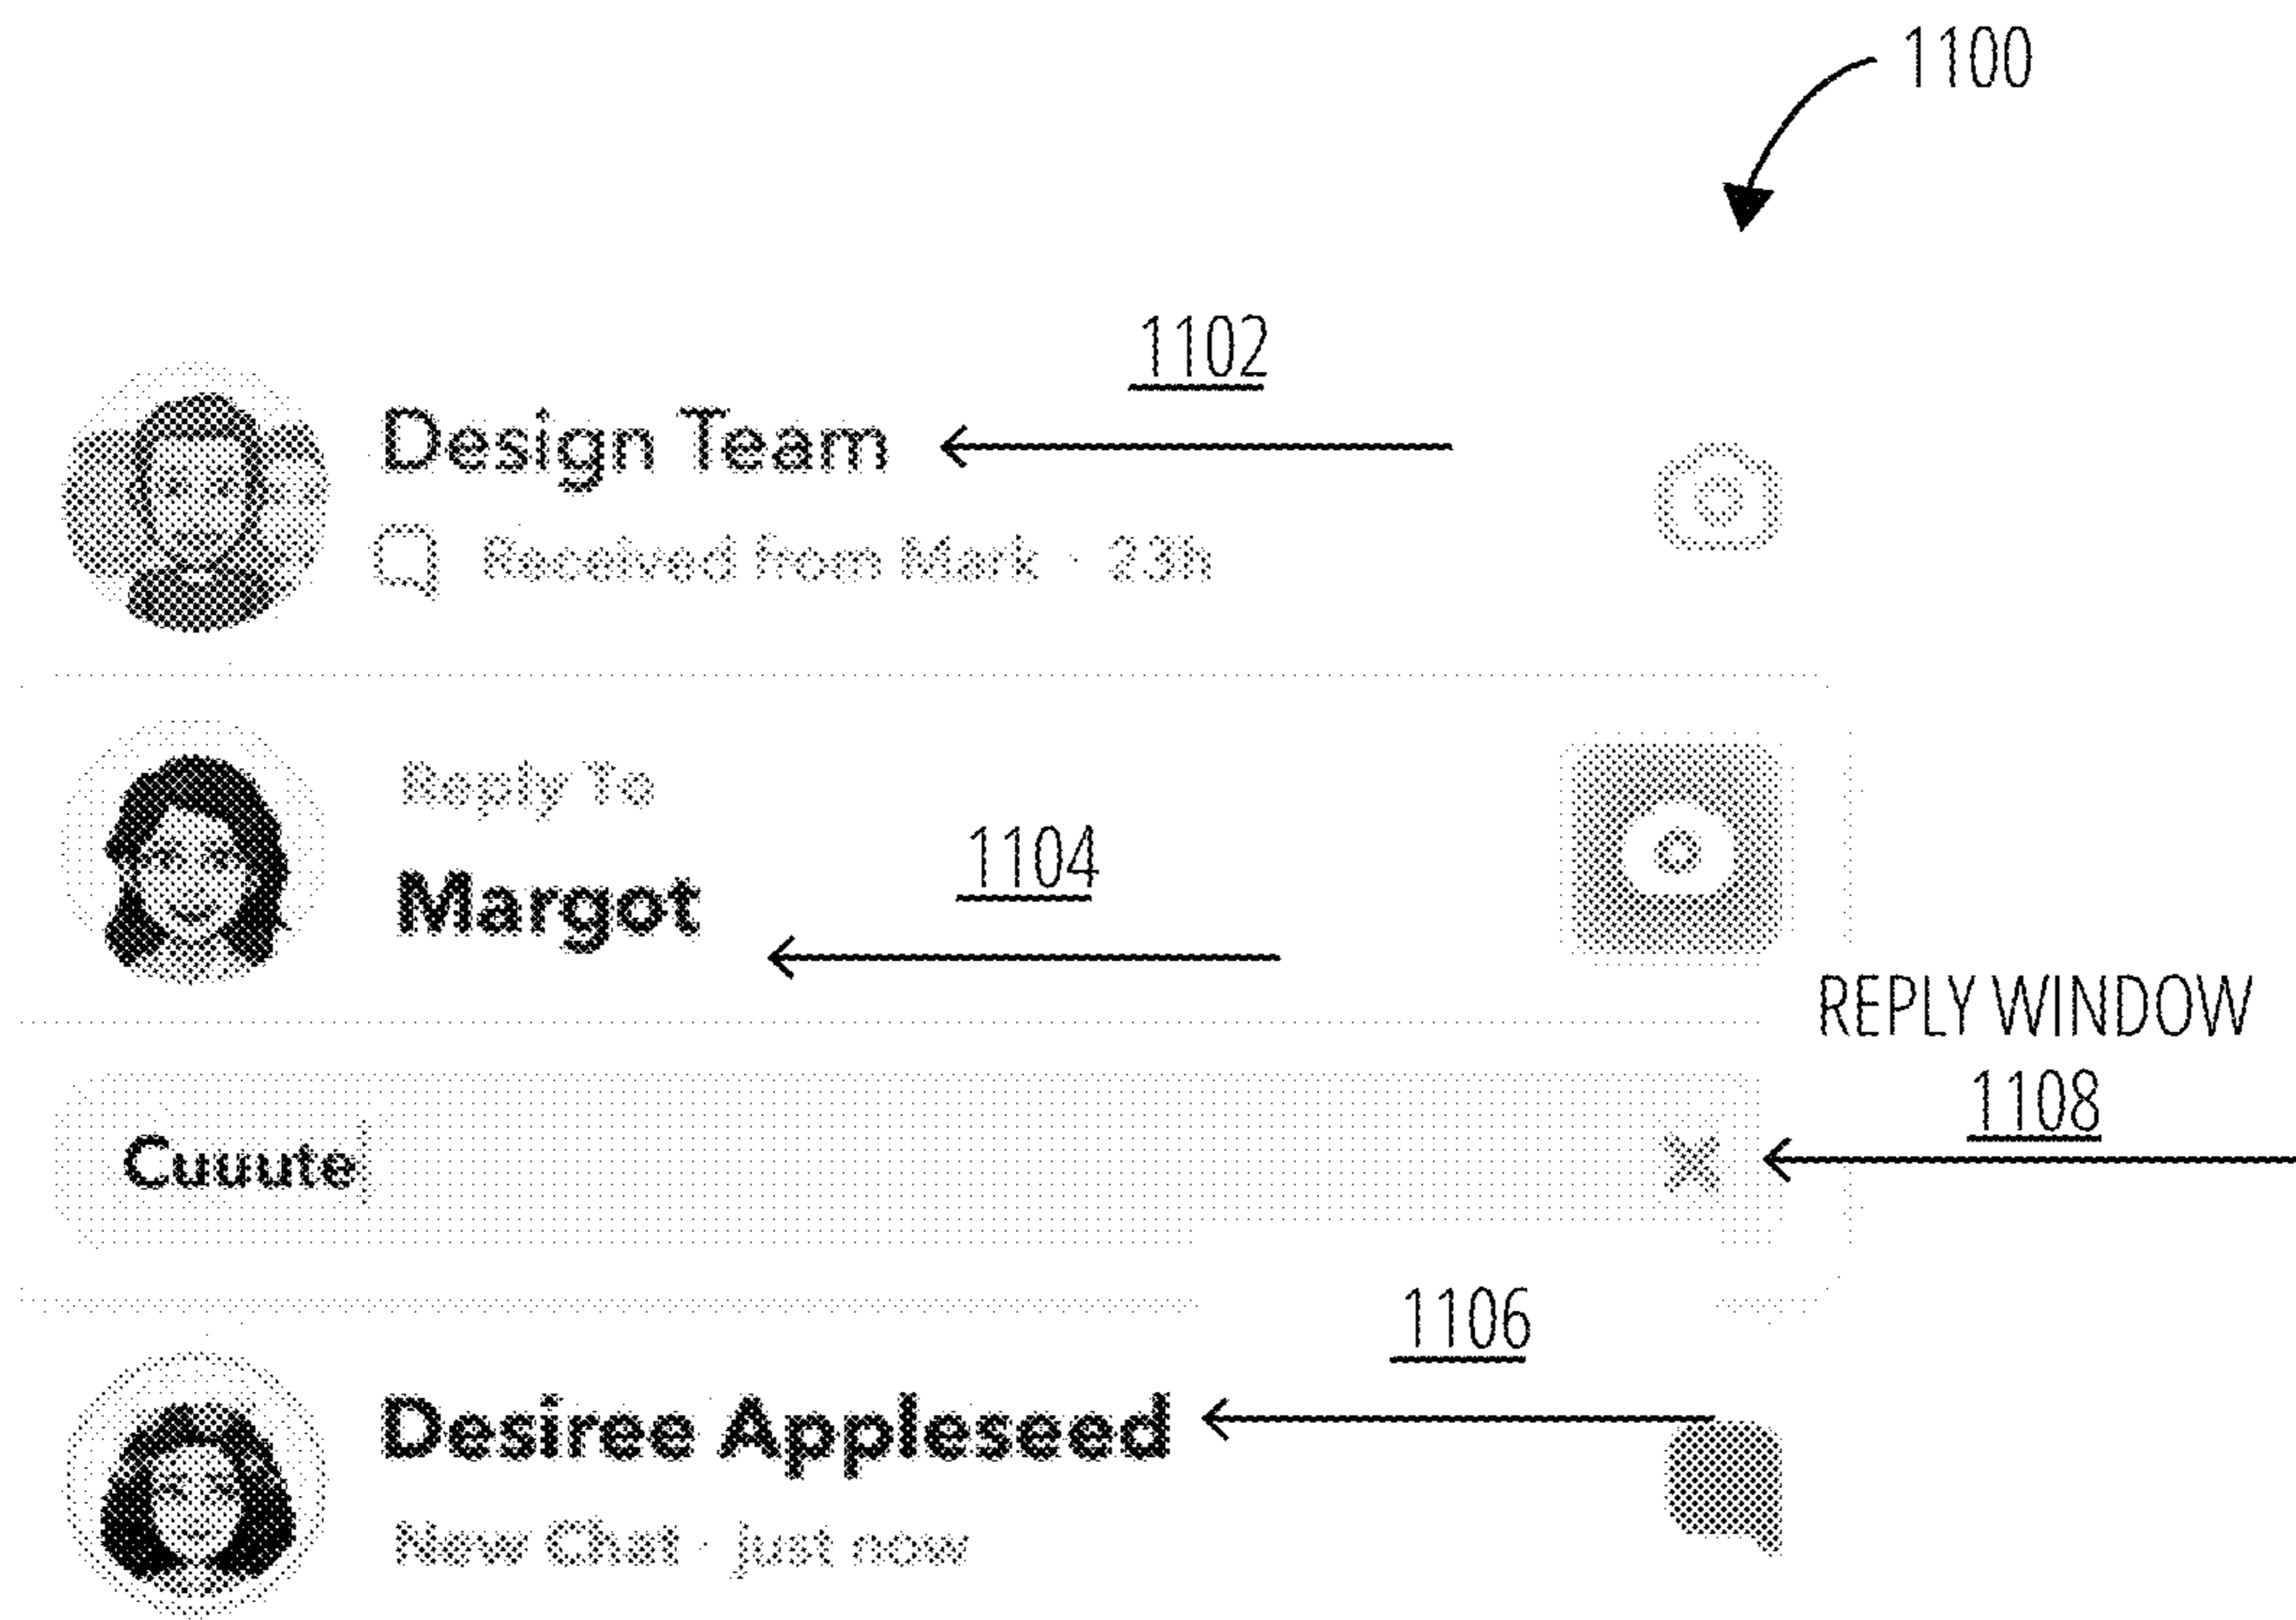 1100
1102
Design Team
Received from Mark · 23h
Reply To
1104
Margot
REPLY WINDOW
1108
Cuuute
1106
Desiree Appleseed
New Chat · just now